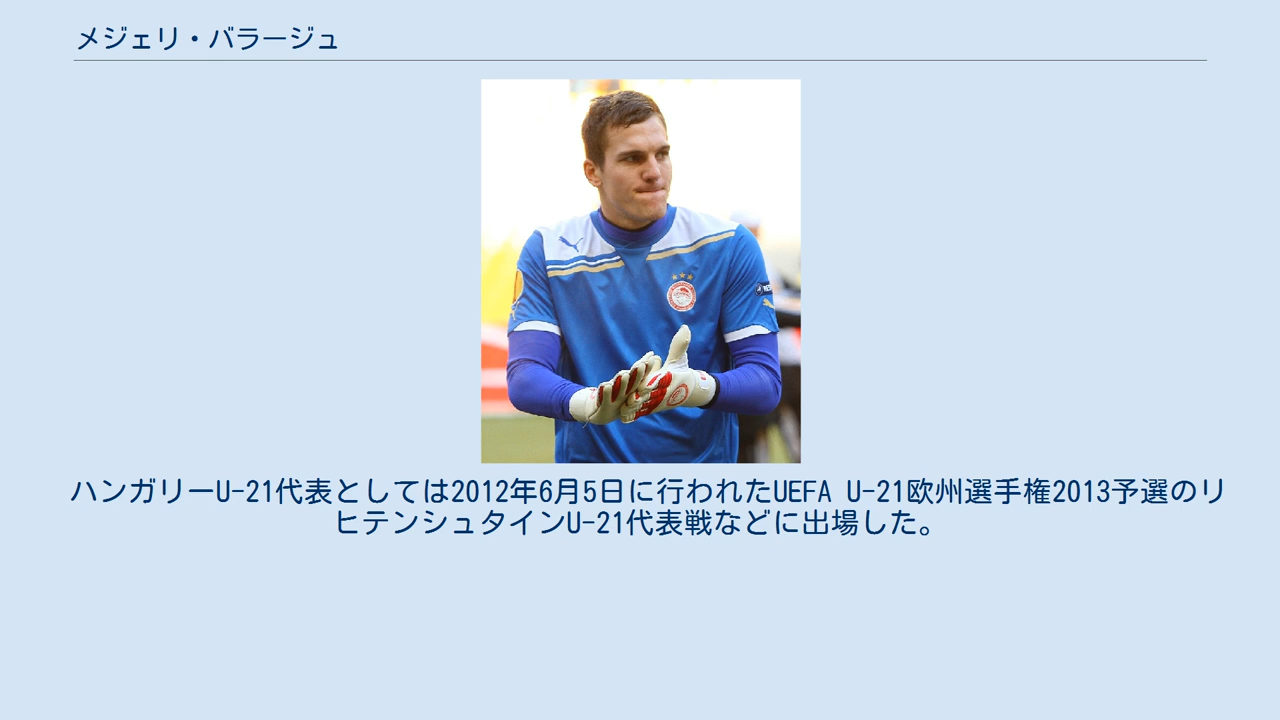 メジェリ・バラージュ
ハンガリーU-21代表としては2012年6月5日に行われたUEFA U-21欧州選手権2013予選のリ
ヒテンシュタインU-21代表戦などに出場した。